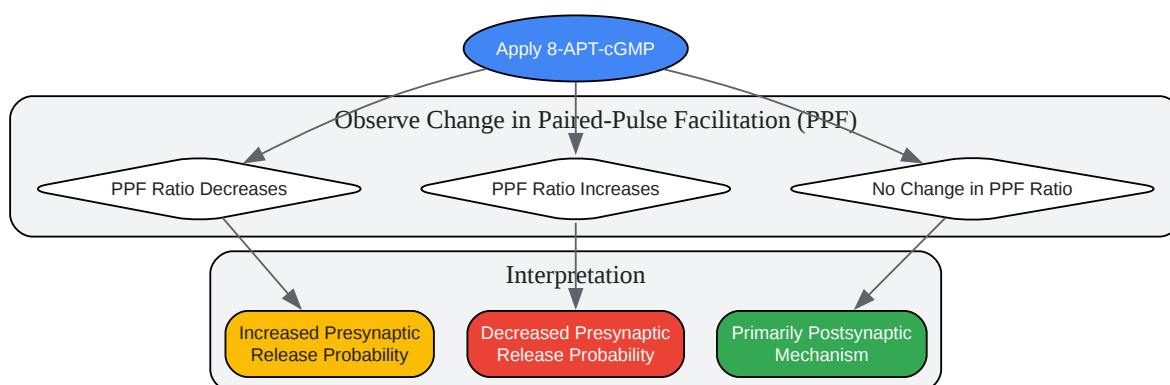 Apply 8-APT-cGMP
Observe Change in Paired-Pulse Facilitation (PPF)
PPF Ratio Decreases
PPF Ratio Increases
No Change in PPF Ratio
Interpretation
Increased Presynaptic
Release Probability
Decreased Presynaptic
Release Probability
Primarily Postsynaptic
Mechanism